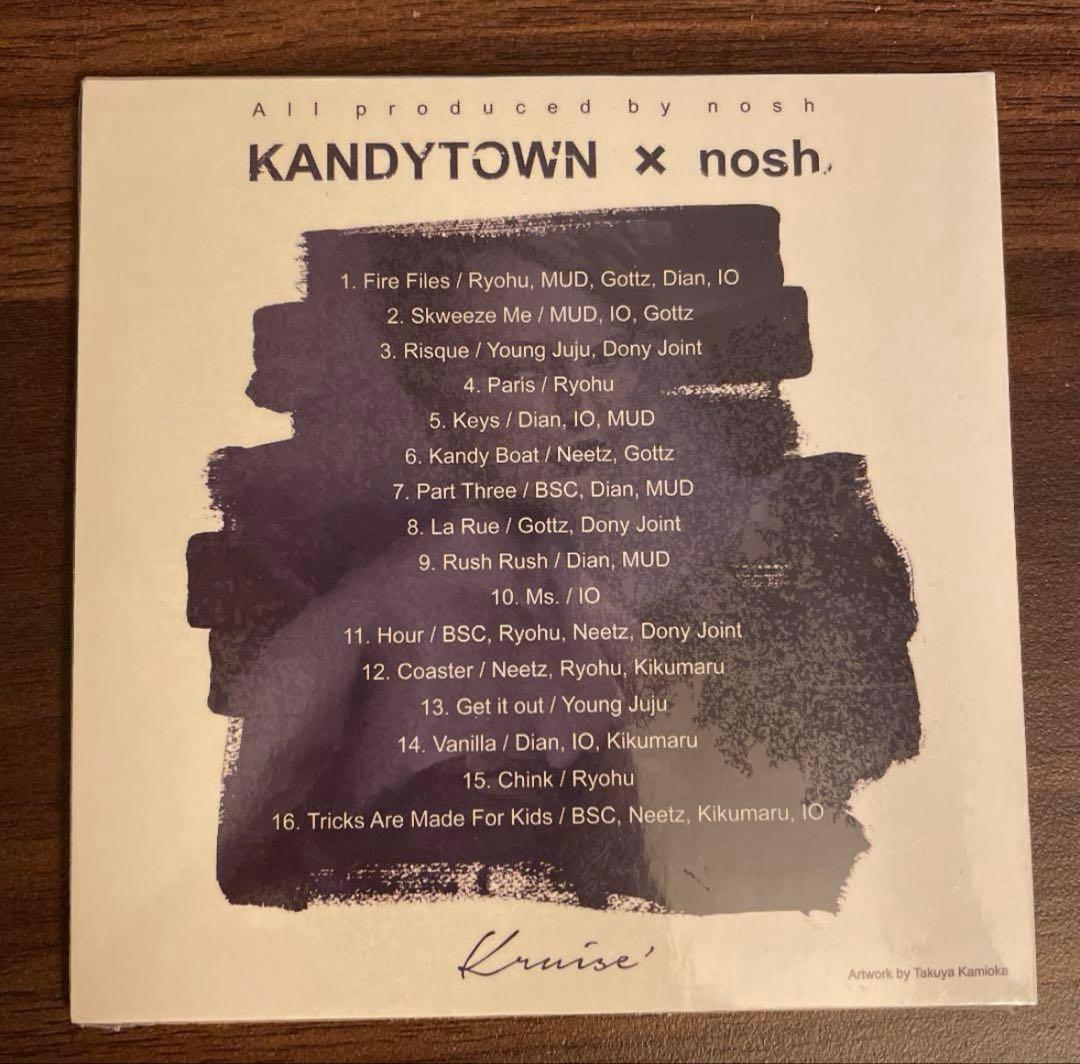 All produced by nosh
KANDYTOWN × nosh.
1. Fire Files / Ryohu, MUD, Gottz, Dian, IO
2. Skweeze Me / MUD, IO, Gottz
3. Risque / Young Juju, Dony Joint
4. Paris / Ryohu
5. Keys / Dian, IO, MUD
6. Kandy Boat / Neetz, Gottz
7. Part Three / BSC, Dian, MUD
8. La Rue / Gottz, Dony Joint
9. Rush Rush / Dian, MUD
10. Ms. / IO
11. Hour / BSC, Ryohu, Neetz, Dony Joint
12. Coaster / Neetz, Ryohu, Kikumaru
13. Get it out / Young Juju
14. Vanilla / Dian, IO, Kikumaru
15. Chink / Ryohu
16. Tricks Are Made For Kids / BSC, Neetz, Kikumaru, IO
Kruise'
Artwork by Takuya Kamioka